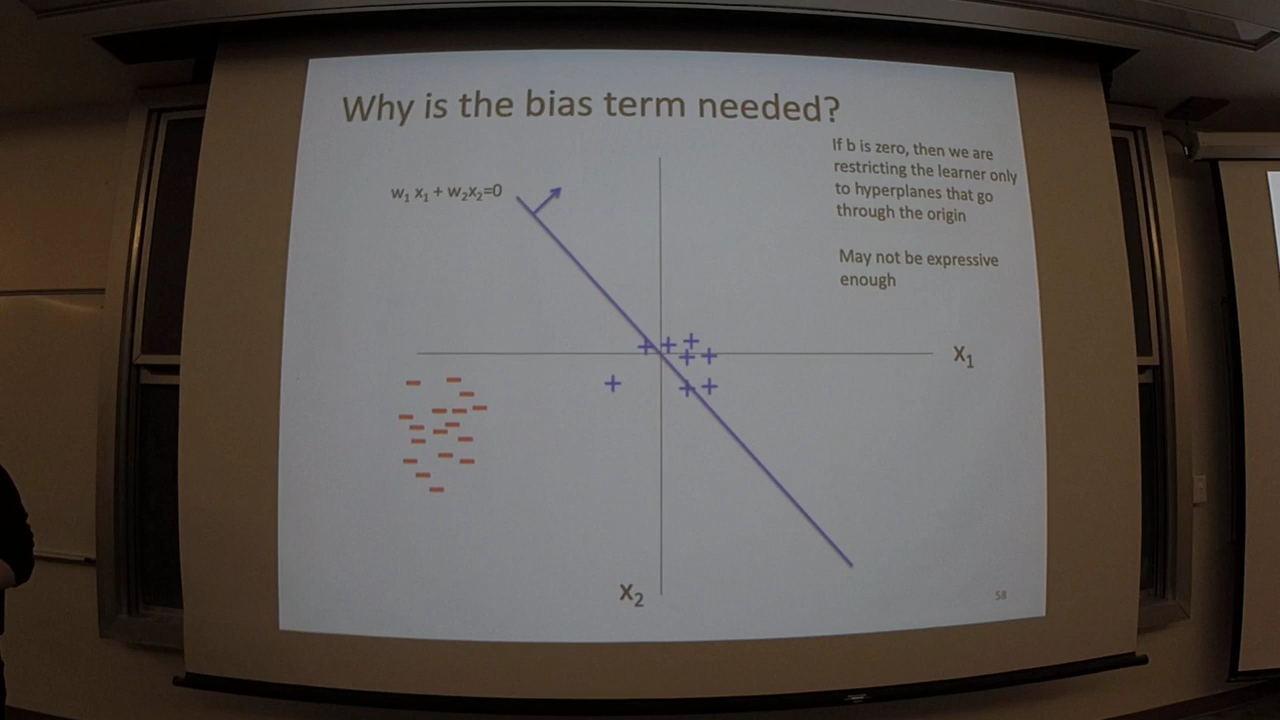 Why is the bias term needed?
If b is zero, then we are
restricting the learner only
to hyperplanes that go
through the origin
w₁ x₁ + w₂x₂=0
May not be expressive
enough
X₁
X₂
58